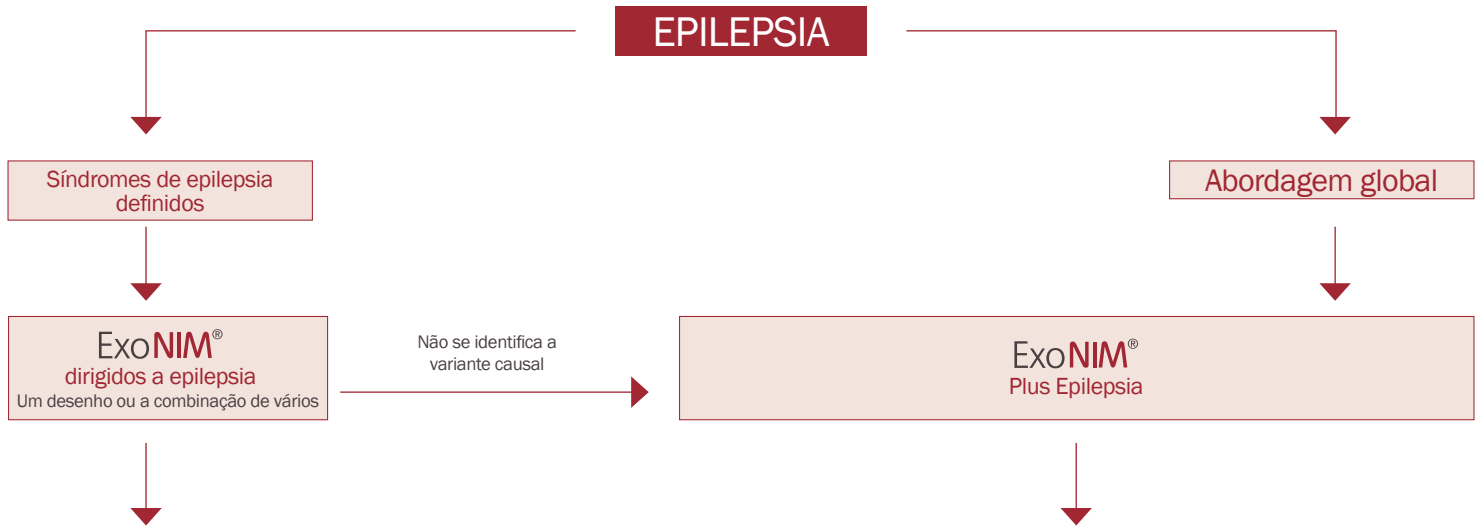 EPILEPSIA
Síndromes de epilepsia
definidos
Abordagem global
ExoNIM®
dirigidos a epilepsia
Um desenho ou a combinação de vários
Não se identifica a
variante causal
ExoNIM®
Plus Epilepsia